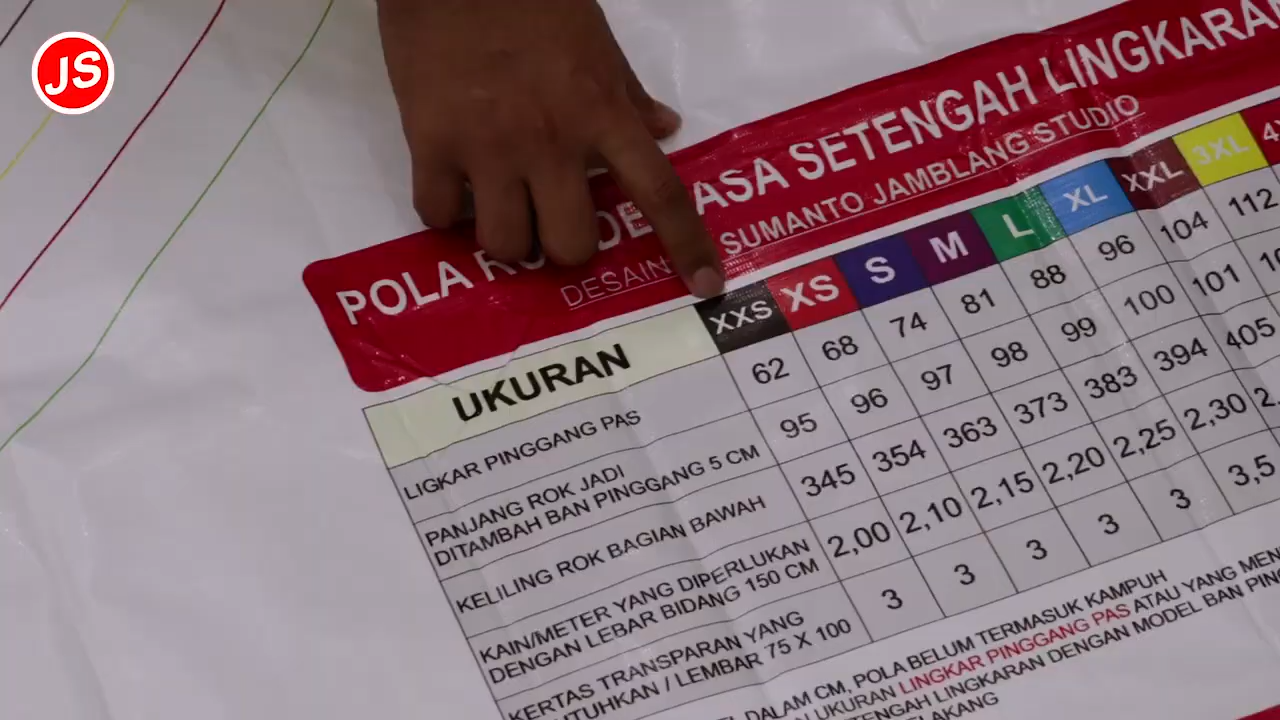 JS
POLA ASA SETENGAH LINGKARAN
DESAIN SUMANTO JAMBLANG STUDIO
UKURAN XXS XS S M L XL XXL 3XL
LIGKAR PINGGANG PAS 62 68 74 81 88 96 104 112
PANJANG ROK JADI
DITAMBAH BAN PINGGANG 5 CM 95 96 97 98 99 100 101
KELILING ROK BAGIAN BAWAH 345 354 363 373 383 394 405
KAIN/METER YANG DIPERLUKAN
DENGAN LEBAR BIDANG 150 CM 2,00 2,10 2,15 2,20 2,25 2,30
KERTAS TRANSPARAN YANG
UTUHKAN / LEMBAR 75 X 100 3 3 3 3 3 3,5
DALAM CM, POLA BELUM TERMASUK KAMPUH
UKURAN LINGKAR PINGGANG PAS ATAU YANG
ETENGAH LINGKARAN DENGAN MODEL BAN
LAKANG